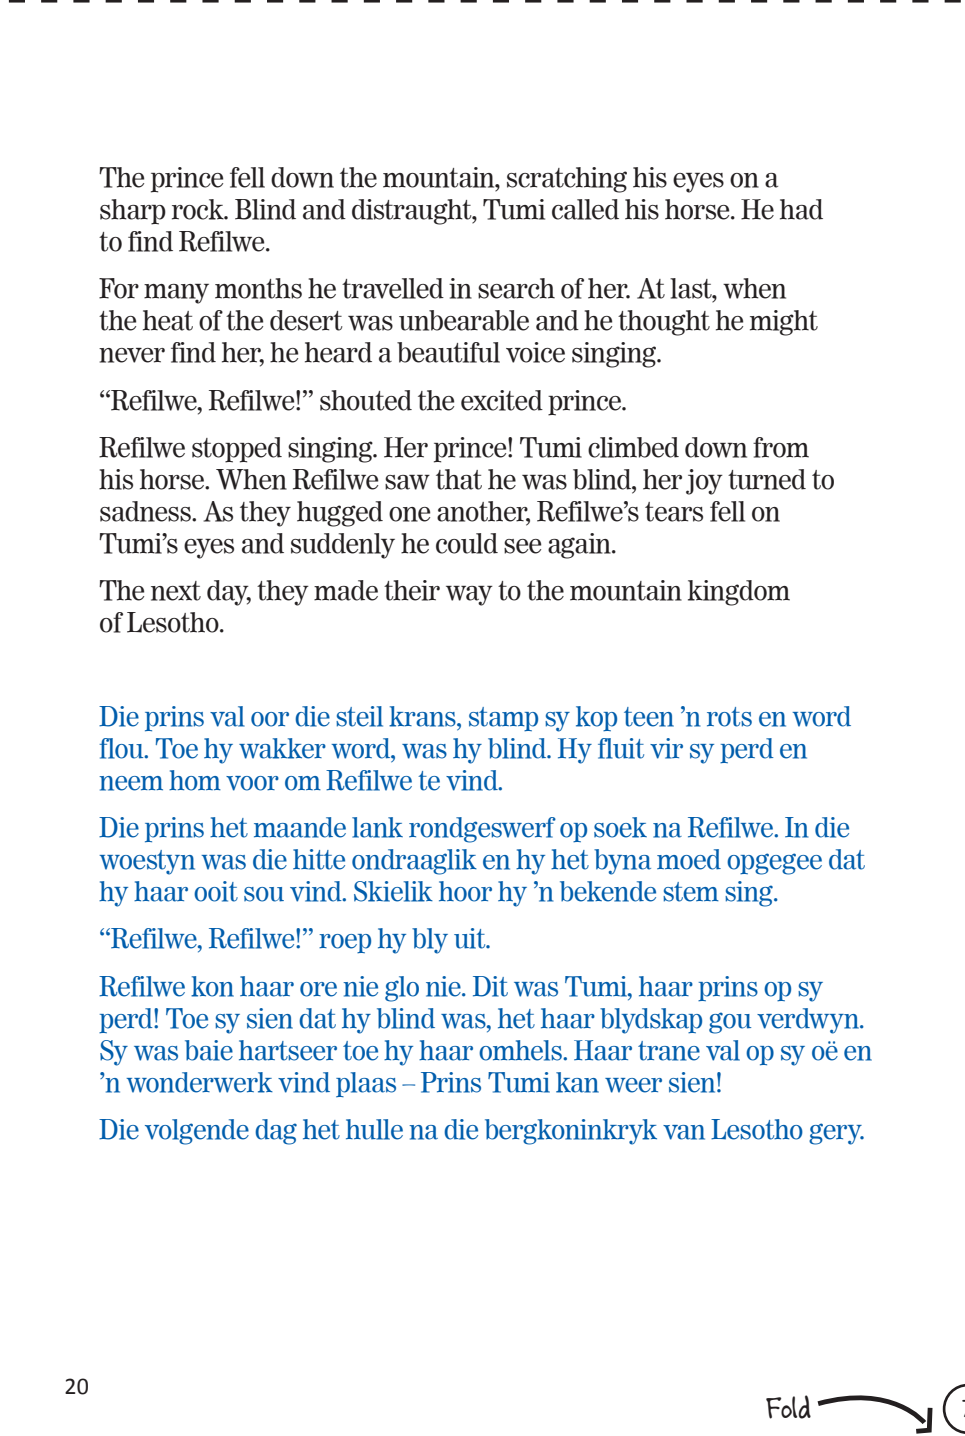 The prince fell down the mountain, scratching his eyes on a
sharp rock. Blind and distraught, Tumi called his horse. He had
to find Refilwe.
For many months he travelled in search of her. At last, when
the heat of the desert was unbearable and he thought he might
never find her, he heard a beautiful voice singing.
“Refilwe, Refilwe!” shouted the excited prince.
Refilwe stopped singing. Her prince! Tumi climbed down from
his horse. When Refilwe saw that he was blind, her joy turned to
sadness. As they hugged one another, Refilwe’s tears fell on
Tumi’s eyes and suddenly he could see again.
The next day, they made their way to the mountain kingdom
of Lesotho.
Die prins val oor die steil krans, stamp sy kop teen ’n rots en word
flou. Toe hy wakker word, was hy blind. Hy fluit vir sy perd en
neem hom voor om Refilwe te vind.
Die prins het maande lank rondgeswerf op soek na Refilwe. In die
woestyn was die hitte ondraaglik en hy het byna moed opgegee dat
hy haar ooit sou vind. Skielik hoor hy ’n bekende stem sing.
“Refilwe, Refilwe!” roep hy bly uit.
Refilwe kon haar ore nie glo nie. Dit was Tumi, haar prins op sy
perd! Toe sy sien dat hy blind was, het haar blydskap gou verdwyn.
Sy was baie hartseer toe hy haar omhels. Haar trane val op sy oë en
’n wonderwerk vind plaas – Prins Tumi kan weer sien!
Die volgende dag het hulle na die bergkoninkryk van Lesotho gery.
20
Fold